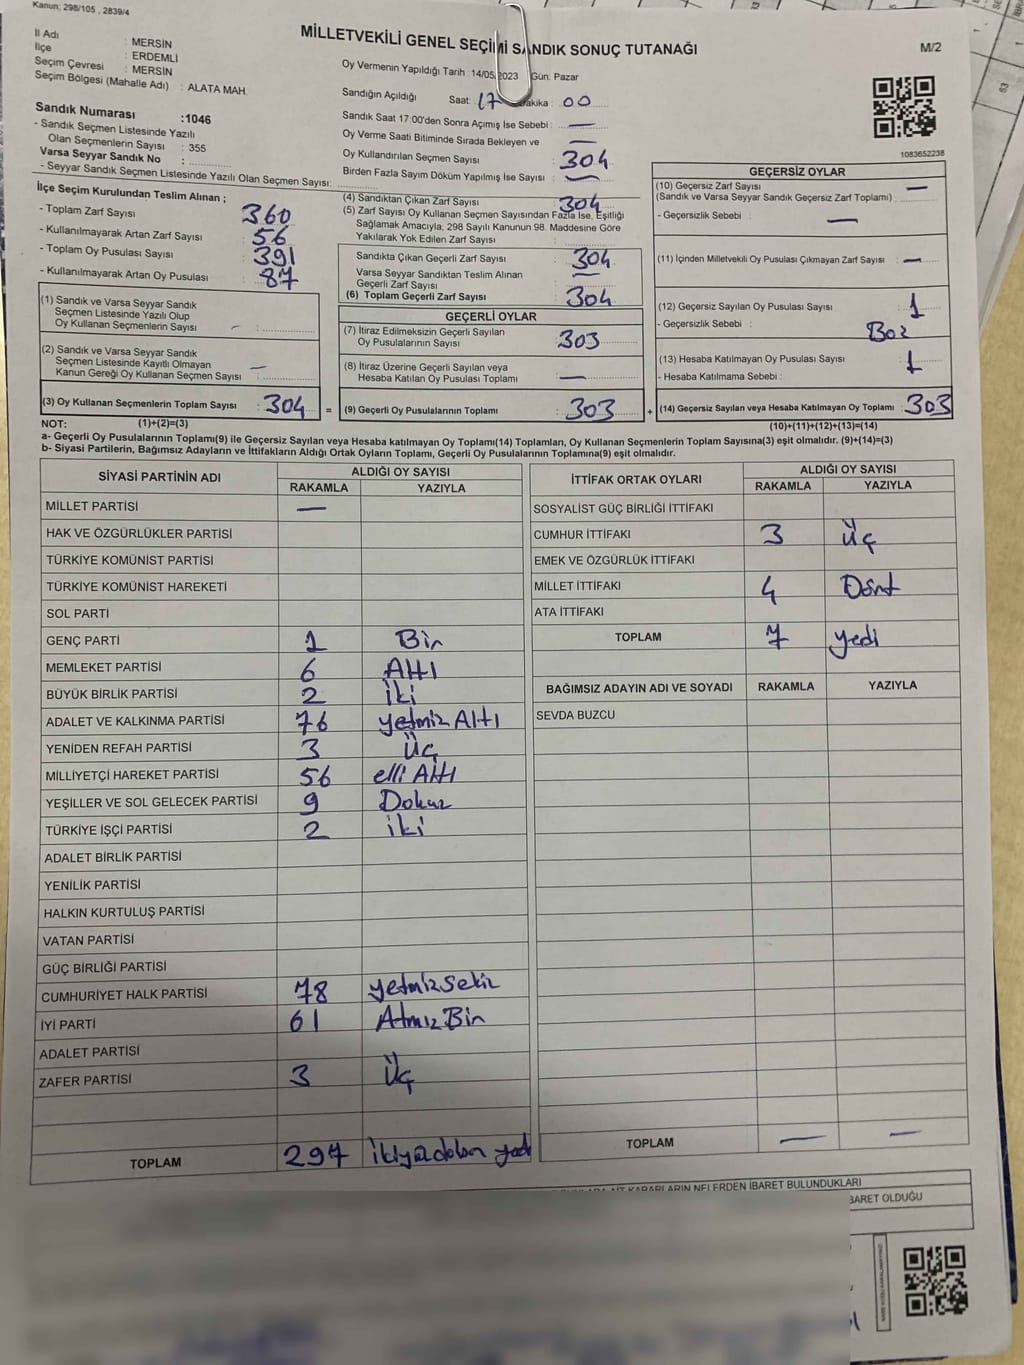 Kanun; 298/105 , 2839/4
MİLLETVEKİLİ GENEL SEÇİMİ SANDIK SONUÇ TUTANAĞI
M/2
İl Adı : MERSİN
İlçe : ERDEMLİ
Seçim Çevresi : MERSİN
Seçim Bölgesi (Mahalle Adı) : ALATA MAH.
Sandık Numarası :1046
- Sandık Seçmen Listesinde Yazılı
Olan Seçmenlerin Sayısı : 355
Varsa Seyyar Sandık No :
- Seyyar Sandık Seçmen Listesinde Yazılı Olan Seçmen Sayısı:
İlçe Seçim Kurulundan Teslim Alınan ;
- Toplam Zarf Sayısı 360
- Kullanılmayarak Artan Zarf Sayısı 56
- Toplam Oy Pusulası Sayısı 391
- Kullanılmayarak Artan Oy Pusulası 87
(1) Sandık ve Varsa Seyyar Sandık
Seçmen Listesinde Yazılı Olup
Oy Kullanan Seçmenlerin Sayısı : –
(2) Sandık ve Varsa Seyyar Sandık
Seçmen Listesinde Kayıtlı Olmayan
Kanun Gereği Oy Kullanan Seçmen Sayısı : —
(3) Oy Kullanan Seçmenlerin Toplam Sayısı : 304 =
Oy Vermenin Yapıldığı Tarih 14/05/2023 Gün: Pazar
Sandığın Açıldığı Saat: 17 Dakika : 00
Sandık Saat 17:00'den Sonra Açımış İse Sebebi : —
Oy Verme Saati Bitiminde Sırada Bekleyen ve —
Oy Kullandırılan Seçmen Sayısı : 304
Birden Fazla Sayım Döküm Yapılmış İse Sayısı : —
(4) Sandıktan Çıkan Zarf Sayısı : 304
(5) Zarf Sayısı Oy Kullanan Seçmen Sayısından Fazla İse, Eşitliği
Sağlamak Amacıyla; 298 Sayılı Kanunun 98. Maddesine Göre
Yakılarak Yok Edilen Zarf Sayısı :
Sandıkta Çıkan Geçerli Zarf Sayısı : 304
Varsa Seyyar Sandıktan Teslim Alınan —
Geçerli Zarf Sayısı :
(6) Toplam Geçerli Zarf Sayısı : 304
GEÇERLİ OYLAR
(7) İtiraz Edilmeksizin Geçerli Sayılan
Oy Pusulalarının Sayısı : 303
(8) İtiraz Üzerine Geçerli Sayılan veya
Hesaba Katılan Oy Pusulası Toplamı : —
(9) Geçerli Oy Pusulalarının Toplamı : 303 +
1083652238
GEÇERSİZ OYLAR
(10) Geçersiz Zarf Sayısı —
(Sandık ve Varsa Seyyar Sandık Geçersiz Zarf Toplamı) :
- Geçersizlik Sebebi : —
(11) İçinden Milletvekili Oy Pusulası Çıkmayan Zarf Sayısı : —
(12) Geçersiz Sayılan Oy Pusulası Sayısı : 1
- Geçersizlik Sebebi : Boz
(13) Hesaba Katılmayan Oy Pusulası Sayısı : 1
- Hesaba Katılmama Sebebi :
(14) Geçersiz Sayılan veya Hesaba Katılmayan Oy Toplamı : 303
NOT: (1)+(2)=(3)
(10)+(11)+(12)+(13)=(14)
a- Geçerli Oy Pusulalarının Toplamı(9) ile Geçersiz Sayılan veya Hesaba katılmayan Oy Toplamı(14) Toplamları, Oy Kullanan Seçmenlerin Toplam Sayısına(3) eşit olmalıdır. (9)+(14)=(3)
b- Siyasi Partilerin, Bağımsız Adayların ve İttifakların Aldığı Ortak Oyların Toplamı, Geçerli Oy Pusulalarının Toplamına(9) eşit olmalıdır.
SİYASİ PARTİNİN ADI ALDIĞI OY SAYISI
RAKAMLA YAZIYLA
MİLLET PARTİSİ —
HAK VE ÖZGÜRLÜKLER PARTİSİ
TÜRKİYE KOMÜNİST PARTİSİ
TÜRKİYE KOMÜNİST HAREKETİ
SOL PARTİ
GENÇ PARTİ 1 Bir
MEMLEKET PARTİSİ 6 Altı
BÜYÜK BİRLİK PARTİSİ 2 İki
ADALET VE KALKINMA PARTİSİ 76 yetmiz Altı
YENİDEN REFAH PARTİSİ 3 Üç
MİLLİYETÇİ HAREKET PARTİSİ 56 elli Altı
YEŞİLLER VE SOL GELECEK PARTİSİ 9 Dokuz
TÜRKİYE İŞÇİ PARTİSİ 2 iki
ADALET BİRLİK PARTİSİ
YENİLİK PARTİSİ
HALKIN KURTULUŞ PARTİSİ
VATAN PARTİSİ
GÜÇ BİRLİĞİ PARTİSİ
CUMHURİYET HALK PARTİSİ 78 yetmiz Sekiz
İYİ PARTİ 61 Atmız Bir
ADALET PARTİSİ
ZAFER PARTİSİ 3 Üç
TOPLAM 297 İkiyüzdoksan yedi
İTTİFAK ORTAK OYLARI ALDIĞI OY SAYISI
RAKAMLA YAZIYLA
SOSYALİST GÜÇ BİRLİĞİ İTTİFAKI
CUMHUR İTTİFAKI 3 Üç
EMEK VE ÖZGÜRLÜK İTTİFAKI
MİLLET İTTİFAKI 4 Dört
ATA İTTİFAKI
TOPLAM 7 yedi
BAĞIMSIZ ADAYIN ADI VE SOYADI RAKAMLA YAZIYLA
SEVDA BUZCU
TOPLAM — —
KARARLARIN NELERDEN İBARET BULUNDUKLARI
BARET OLDUĞU